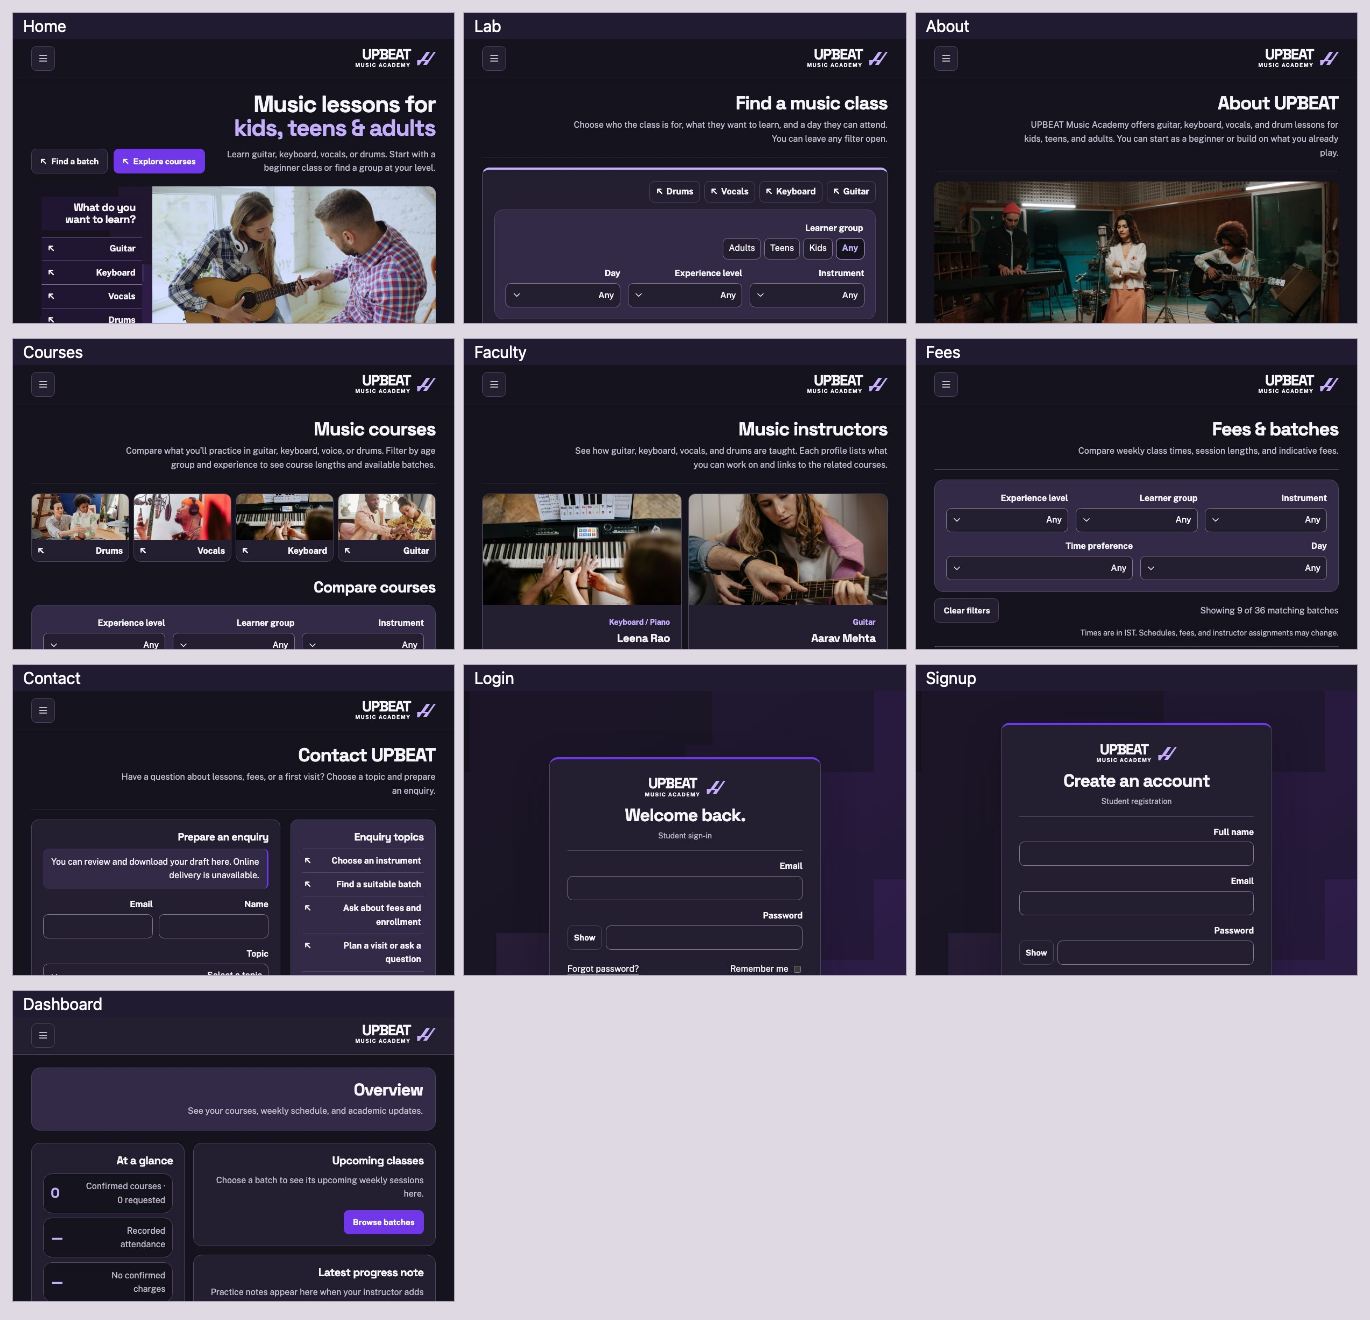 Home
UPBEAT
MUSIC ACADEMY
Music lessons for
kids, teens & adults
Learn guitar, keyboard, vocals, or drums. Start with a
beginner class or find a group at your level.
Explore courses
Find a batch
What do you
want to learn?
Guitar
Keyboard
Vocals
Drums
Lab
UPBEAT
MUSIC ACADEMY
Find a music class
Choose who the class is for, what they want to learn, and a day they can attend.
You can leave any filter open.
Guitar
Keyboard
Vocals
Drums
Learner group
Any
Kids
Teens
Adults
Instrument
Experience level
Day
Any
Any
Any
About
UPBEAT
MUSIC ACADEMY
About UPBEAT
UPBEAT Music Academy offers guitar, keyboard, vocals, and drum lessons for
kids, teens, and adults. You can start as a beginner or build on what you already
play.
Courses
UPBEAT
MUSIC ACADEMY
Music courses
Compare what you'll practice in guitar, keyboard, voice, or drums. Filter by age
group and experience to see course lengths and available batches.
Guitar
Keyboard
Vocals
Drums
Compare courses
Instrument
Learner group
Experience level
Any
Any
Any
Faculty
UPBEAT
MUSIC ACADEMY
Music instructors
See how guitar, keyboard, vocals, and drums are taught. Each profile lists what
you can work on and links to the related courses.
Guitar
Aarav Mehta
Keyboard / Piano
Leena Rao
Fees
UPBEAT
MUSIC ACADEMY
Fees & batches
Compare weekly class times, session lengths, and indicative fees.
Instrument
Learner group
Experience level
Any
Any
Any
Day
Time preference
Any
Any
Showing 9 of 36 matching batches
Clear filters
Times are in IST. Schedules, fees, and instructor assignments may change.
Contact
UPBEAT
MUSIC ACADEMY
Contact UPBEAT
Have a question about lessons, fees, or a first visit? Choose a topic and prepare
an enquiry.
Prepare an enquiry
You can review and download your draft here. Online
delivery is unavailable.
Name
Email
Topic
Select a topic
Enquiry topics
Choose an instrument
Find a suitable batch
Ask about fees and
enrollment
Plan a visit or ask a
question
Login
UPBEAT
MUSIC ACADEMY
Welcome back.
Student sign-in
Email
Password
Show
Remember me
Forgot password?
Signup
UPBEAT
MUSIC ACADEMY
Create an account
Student registration
Full name
Email
Password
Show
Dashboard
UPBEAT
MUSIC ACADEMY
Overview
See your courses, weekly schedule, and academic updates.
Upcoming classes
Choose a batch to see its upcoming weekly sessions
here.
Browse batches
Latest progress note
Practice notes appear here when your instructor adds
At a glance
Confirmed courses ·
0 requested
0
Recorded
attendance
—
No confirmed
charges
—